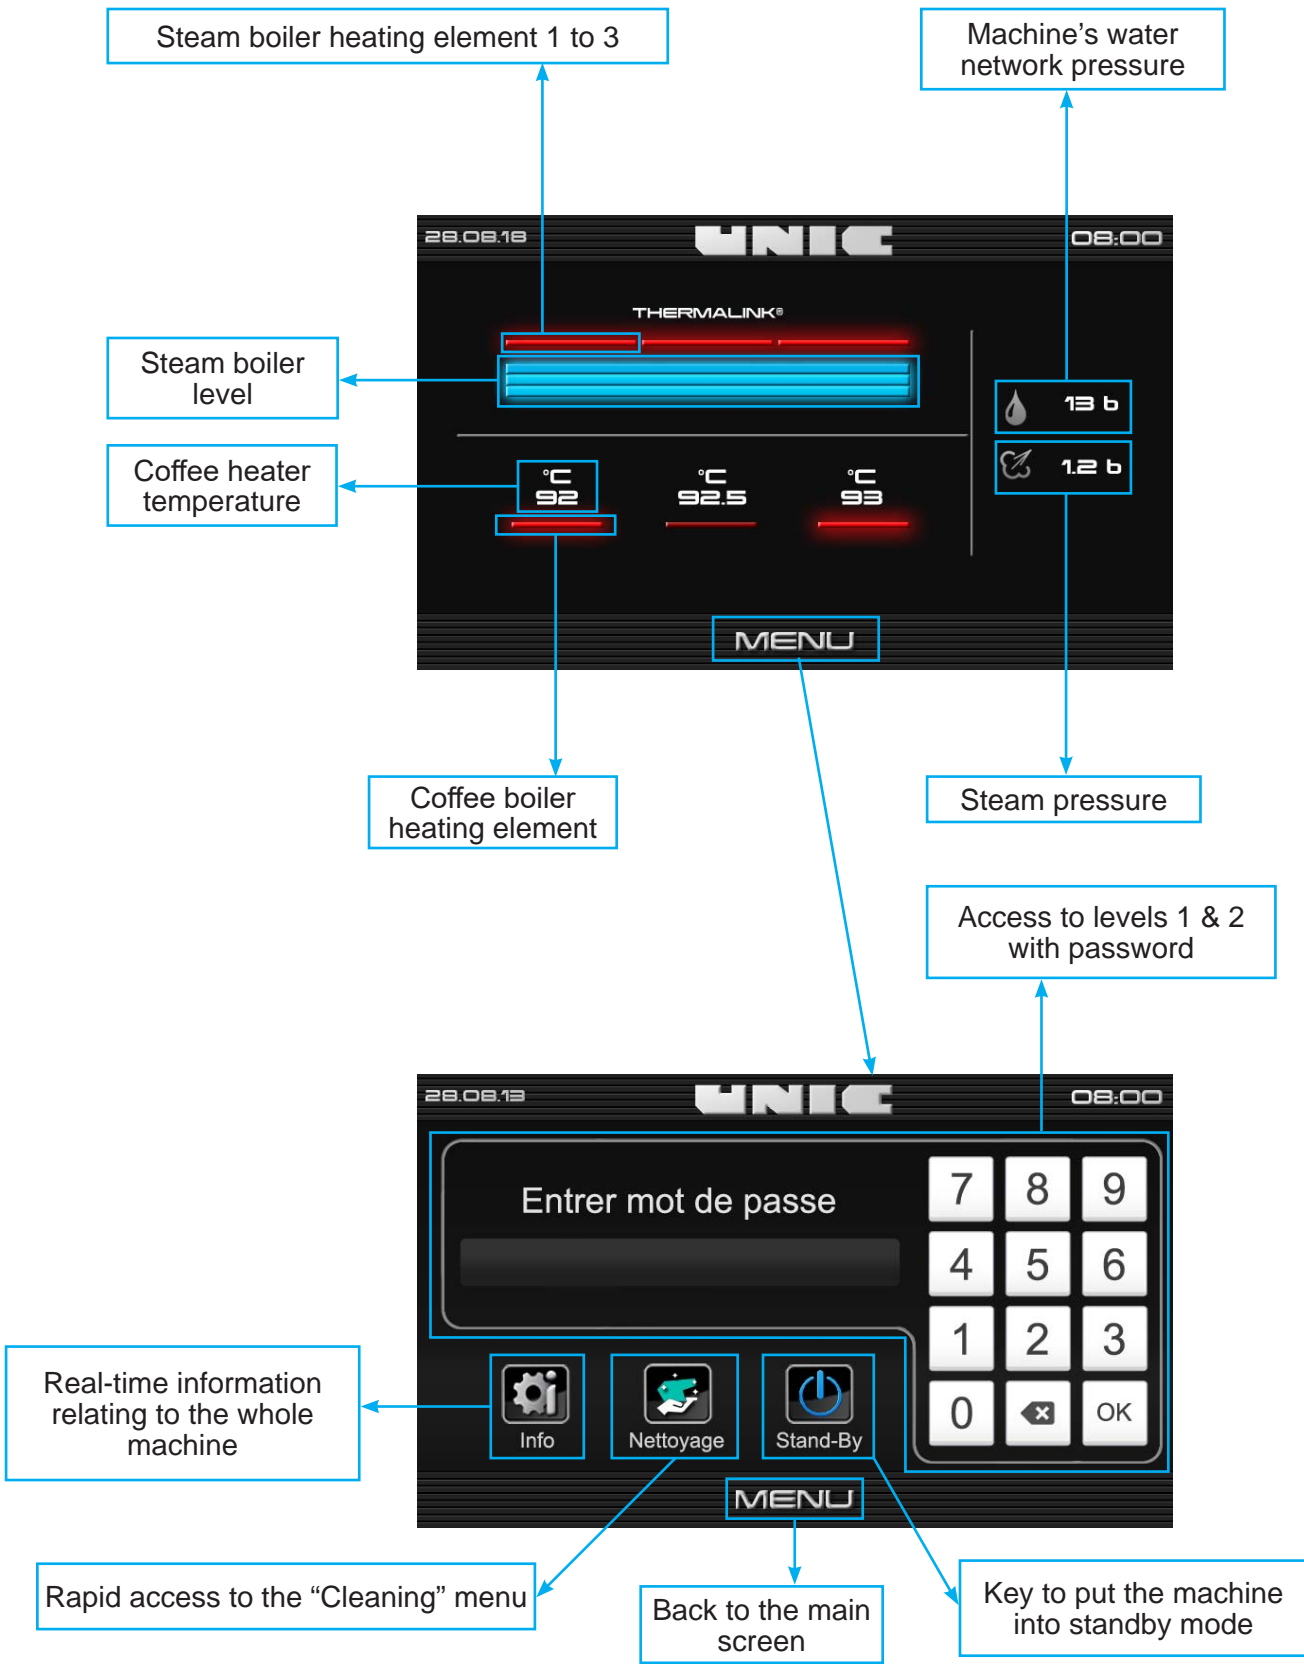 Steam boiler heating element 1 to 3
Machine’s water
network pressure
28.08.18
UNIC
08:00
THERMALINK®
Steam boiler
level
13 b
1.2 b
Coffee heater
temperature
°C
92
°C
92.5
°C
93
MENU
Coffee boiler
heating element
Steam pressure
Access to levels 1 & 2
with password
28.08.13
UNIC
08:00
Entrer mot de passe
7 8 9
4 5 6
1 2 3
0 OK
Real-time information
relating to the whole
machine
Info
Nettoyage
Stand-By
MENU
Rapid access to the “Cleaning” menu
Back to the main
screen
Key to put the machine
into standby mode